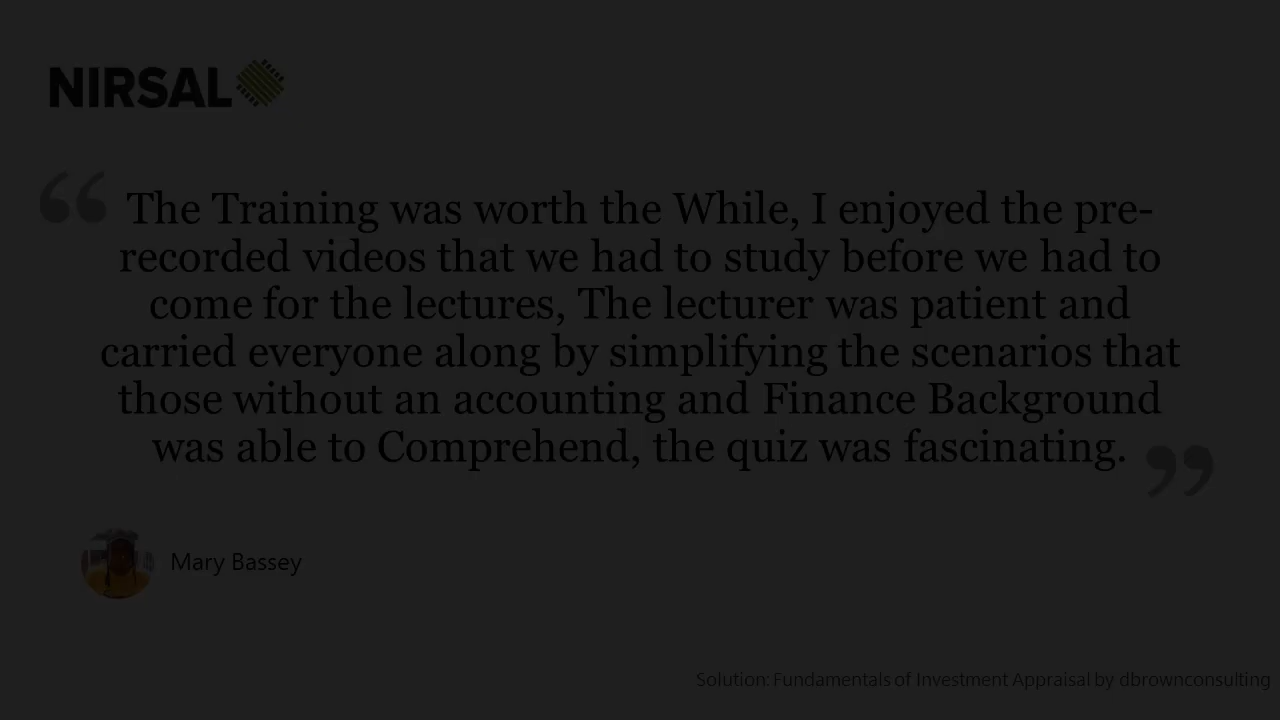 NIRSAL
“ The Training was worth the While, I enjoyed the pre-
recorded videos that we had to study before we had to
come for the lectures, The lecturer was patient and
carried everyone along by simplifying the scenarios that
those without an accounting and Finance Background
was able to Comprehend, the quiz was fascinating. ”
Mary Bassey
Solution: Fundamentals of Investment Appraisal by dbrownconsulting